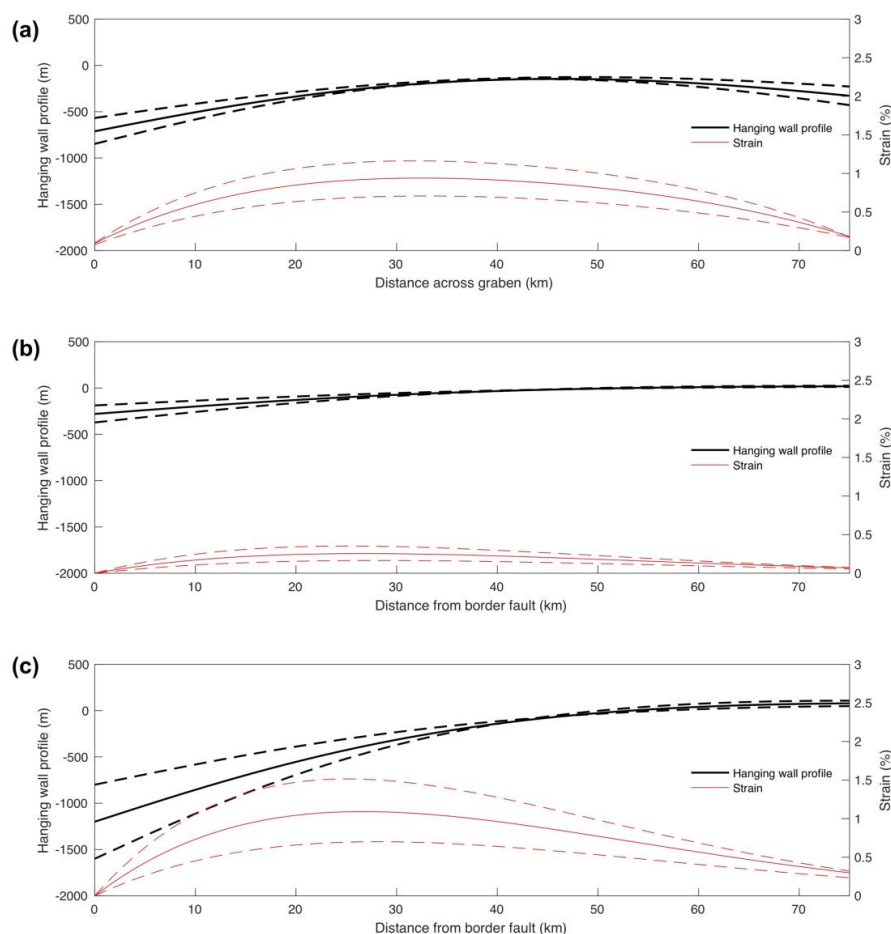 (a)
500
0
-500
-1000
-1500
-2000
Hanging wall profile (m)
3
2.5
2
1.5
1
0.5
0
Strain (%)
Hanging wall profile
Strain
0 10 20 30 40 50 60 70
Distance across graben (km)
(b)
500
0
-500
-1000
-1500
-2000
Hanging wall profile (m)
3
2.5
2
1.5
1
0.5
0
Strain (%)
Hanging wall profile
Strain
0 10 20 30 40 50 60 70
Distance from border fault (km)
(c)
500
0
-500
-1000
-1500
-2000
Hanging wall profile (m)
3
2.5
2
1.5
1
0.5
0
Strain (%)
Hanging wall profile
Strain
0 10 20 30 40 50 60 70
Distance from border fault (km)